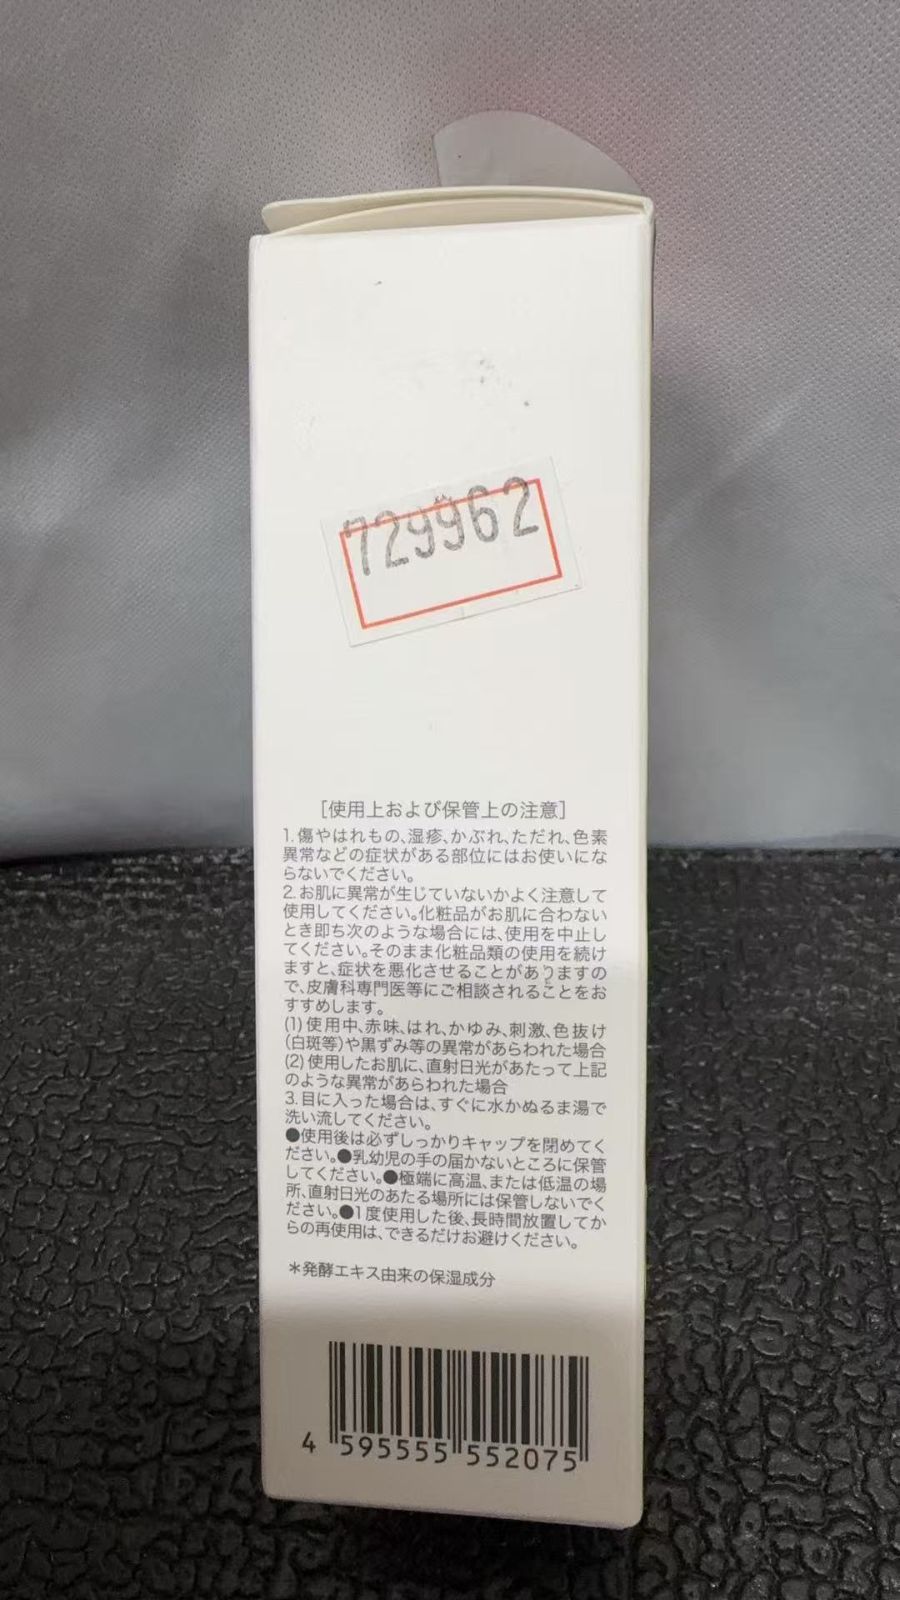 729962
［使用上および保管上の注意］
1.傷やはれもの、湿疹、かぶれ、ただれ、色素
異常などの症状がある部位にはお使いにな
らないでください。
2.お肌に異常が生じていないかよく注意して
使用してください。化粧品がお肌に合わない
とき即ち次のような場合には、使用を中止し
てください。そのまま化粧品類の使用を続け
ますと、症状を悪化させることがありますの
で、皮膚科専門医等にご相談されることをお
すすめします。
(1)使用中、赤味、はれ、かゆみ、刺激、色抜け
(白斑等)や黒ずみ等の異常があらわれた場合
(2)使用したお肌に、直射日光があたって上記
のような異常があらわれた場合
3.目に入った場合は、すぐに水かぬるま湯で
洗い流してください。
●使用後は必ずしっかりキャップを閉めてく
ださい。●乳幼児の手の届かないところに保管
してください。●極端に高温、または低温の場
所、直射日光のあたる場所には保管しないでく
ださい。●1度使用した後、長時間放置してか
らの再使用は、できるだけお避けください。
＊発酵エキス由来の保湿成分
4 595555 552075